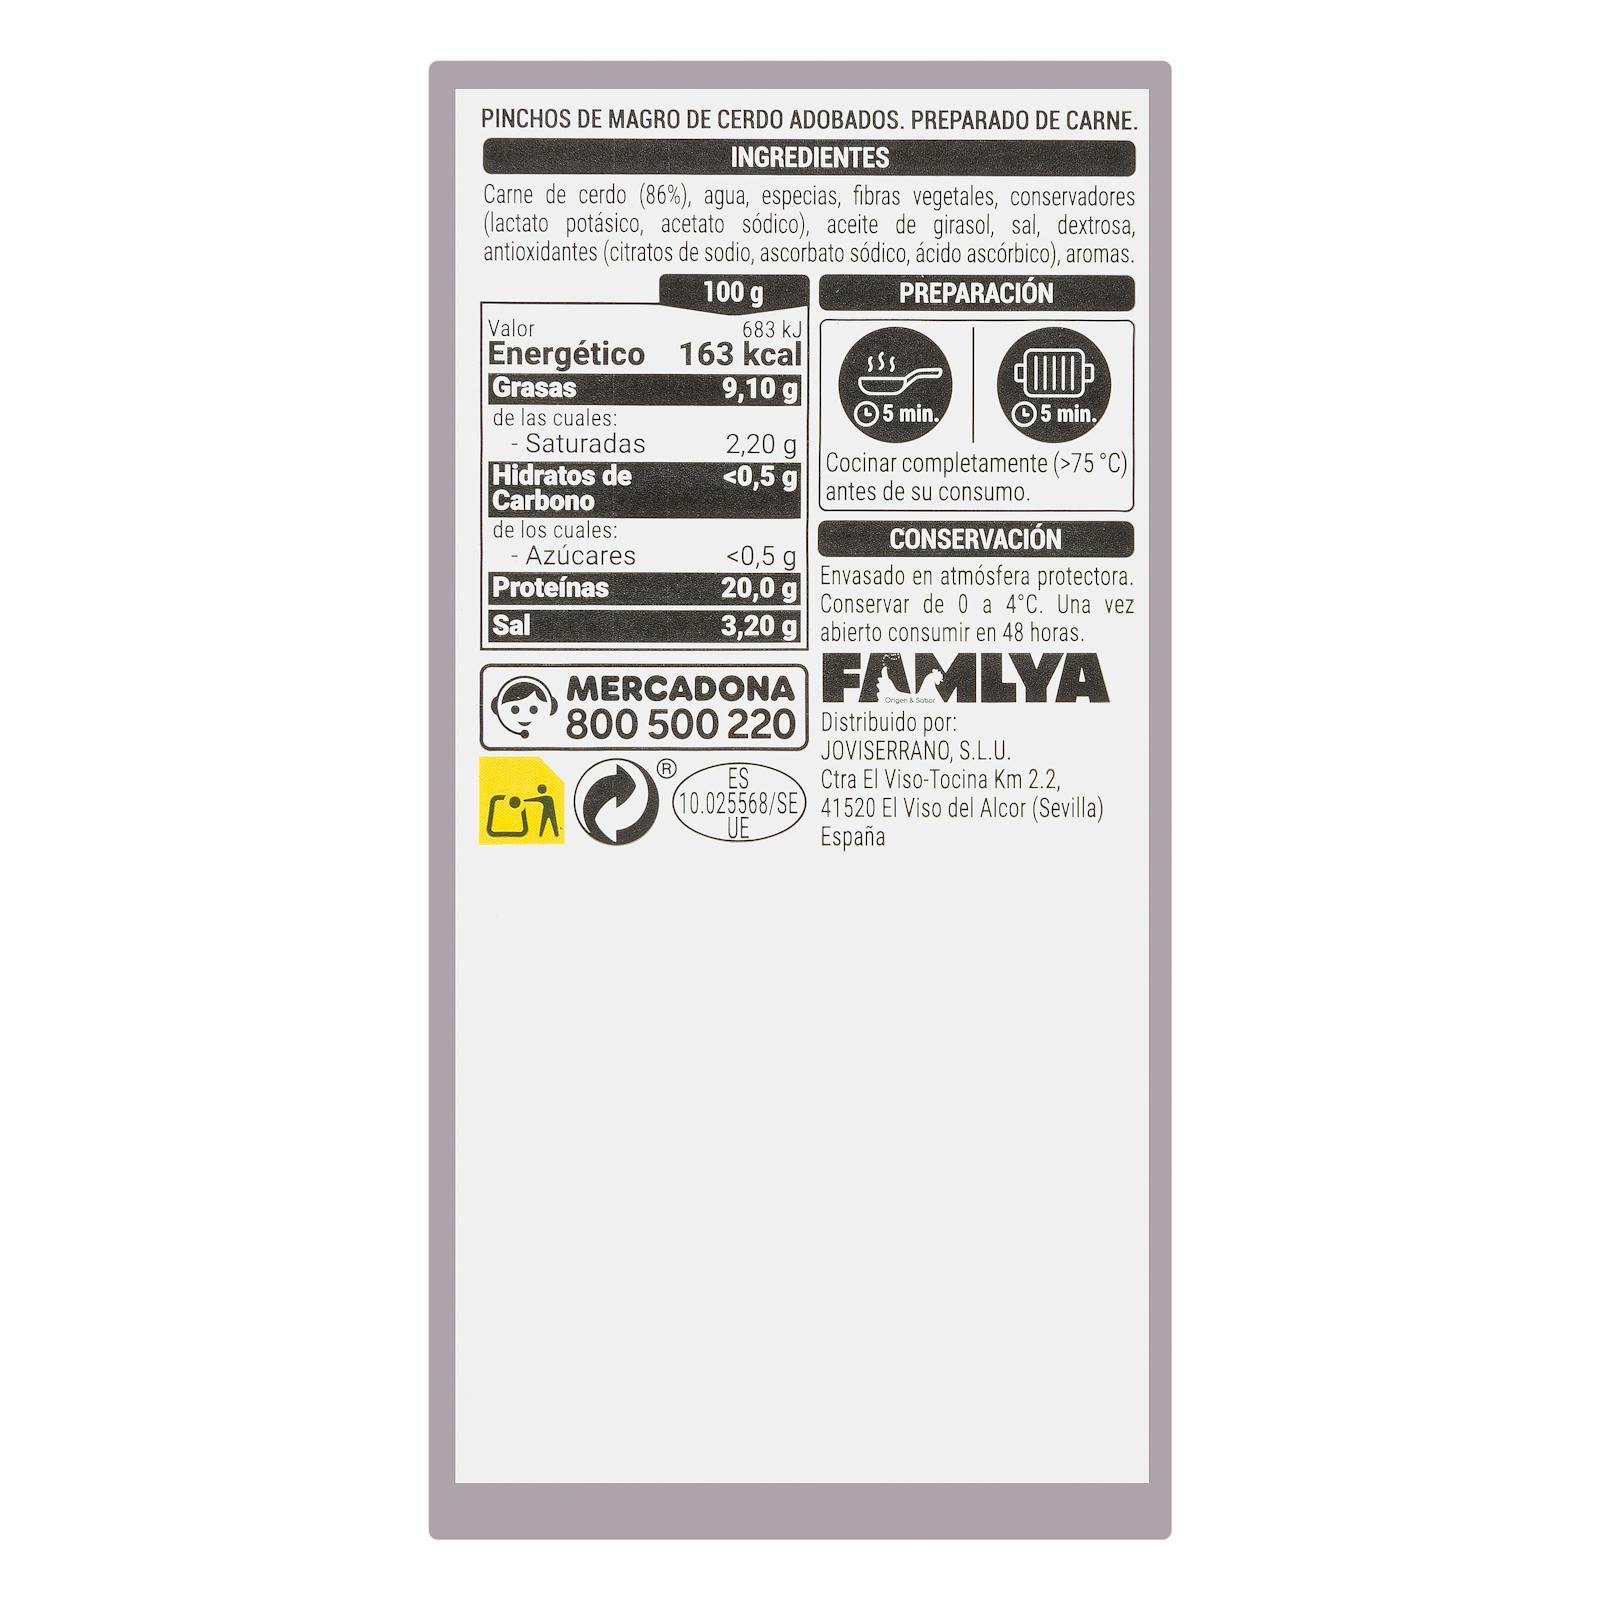 PINCHOS DE MAGRO DE CERDO ADOBADOS. PREPARADO DE CARNE.
INGREDIENTES
Carne de cerdo (86%), agua, especias, fibras vegetales, conservadores
(lactato potásico, acetato sódico), aceite de girasol, sal, dextrosa,
antioxidantes (citratos de sodio, ascorbato sódico, ácido ascórbico), aromas.
100 g
Valor 683 kJ
Energético 163 kcal
Grasas 9,10 g
de las cuales:
- Saturadas 2,20 g
Hidratos de <0,5 g
Carbono
de los cuales:
- Azúcares <0,5 g
Proteínas 20,0 g
Sal 3,20 g
MERCADONA
800 500 220
®
ES
10.025568/SE
UE
PREPARACIÓN
5 min. 5 min.
Cocinar completamente (>75 °C)
antes de su consumo.
CONSERVACIÓN
Envasado en atmósfera protectora.
Conservar de 0 a 4°C. Una vez
abierto consumir en 48 horas.
FAMLYA
Origen & Sabor
Distribuido por:
JOVISERRANO, S.L.U.
Ctra El Viso-Tocina Km 2.2,
41520 El Viso del Alcor (Sevilla)
España